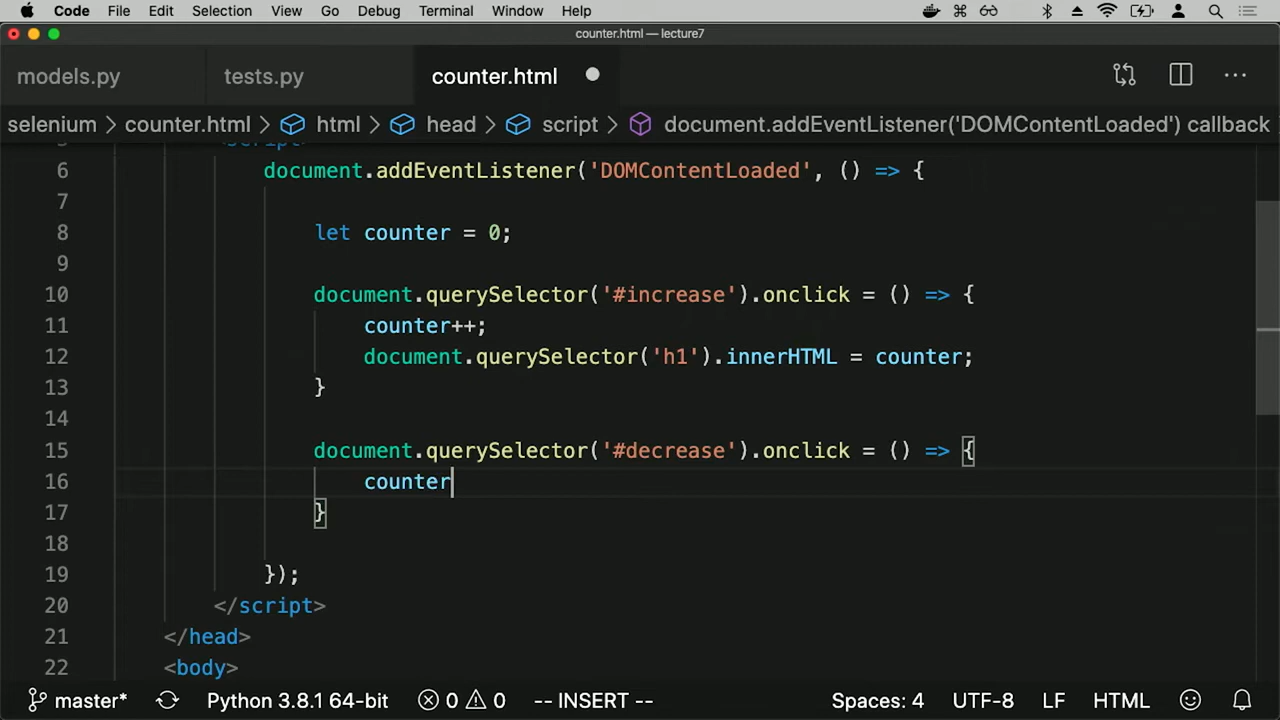 Code File Edit Selection View Go Debug Terminal Window Help
counter.html — lecture7
models.py tests.py counter.html
selenium > counter.html > html > head > script > document.addEventListener('DOMContentLoaded') callback
5 <script>
6 document.addEventListener('DOMContentLoaded', () => {
7
8 let counter = 0;
9
10 document.querySelector('#increase').onclick = () => {
11 counter++;
12 document.querySelector('h1').innerHTML = counter;
13 }
14
15 document.querySelector('#decrease').onclick = () => {
16 counter
17 }
18
19 });
20 </script>
21 </head>
22 <body>
master* Python 3.8.1 64-bit 0 0 -- INSERT -- Spaces: 4 UTF-8 LF HTML